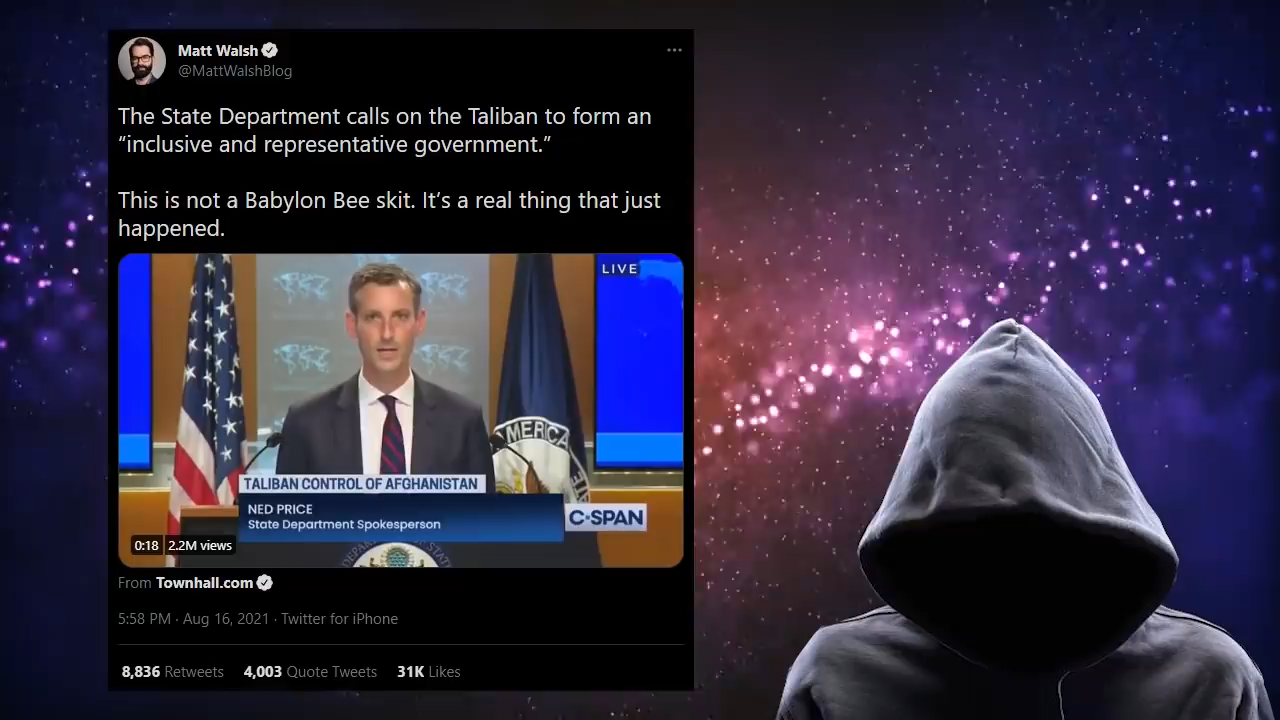 Matt Walsh
@MattWalshBlog
The State Department calls on the Taliban to form an
“inclusive and representative government.”
This is not a Babylon Bee skit. It’s a real thing that just
happened.
LIVE
MERICA
TALIBAN CONTROL OF AFGHANISTAN
NED PRICE
State Department Spokesperson
C-SPAN
0:18 2.2M views
From Townhall.com
5:58 PM · Aug 16, 2021 · Twitter for iPhone
8,836 Retweets 4,003 Quote Tweets 31K Likes